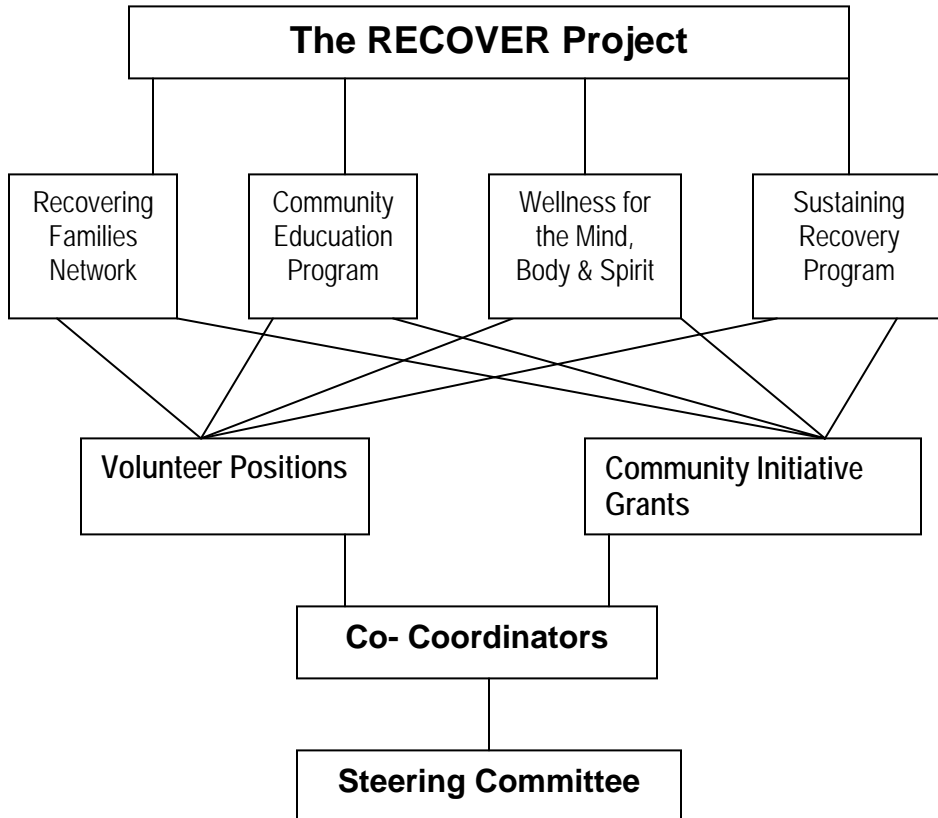 The RECOVER Project
Recovering
Families
Network
Community
Educuation
Program
Wellness for
the Mind,
Body & Spirit
Sustaining
Recovery
Program
Volunteer Positions
Community Initiative
Grants
Co- Coordinators
Steering Committee